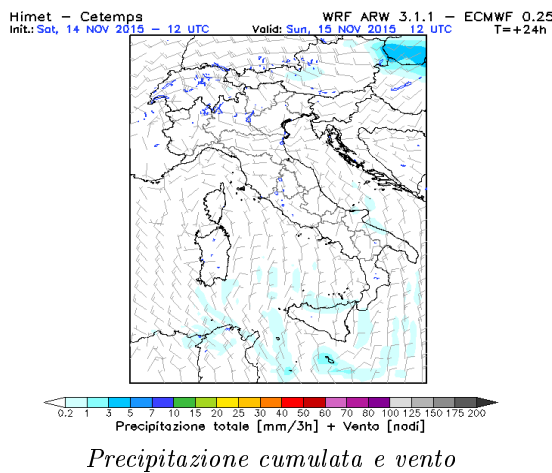 Himet – Cetemps WRF ARW 3.1.1 – ECMWF 0.25
Init.: Sat, 14 NOV 2015 – 12 UTC Valid: Sun, 15 NOV 2015 12 UTC T=+24h
0.2 1 3 5 7 10 15 20 25 30 40 50 60 70 80 100 125 150 175 200
Precipitazione totale [mm/3h] + Vento [nodi]
Precipitazione cumulata e vento